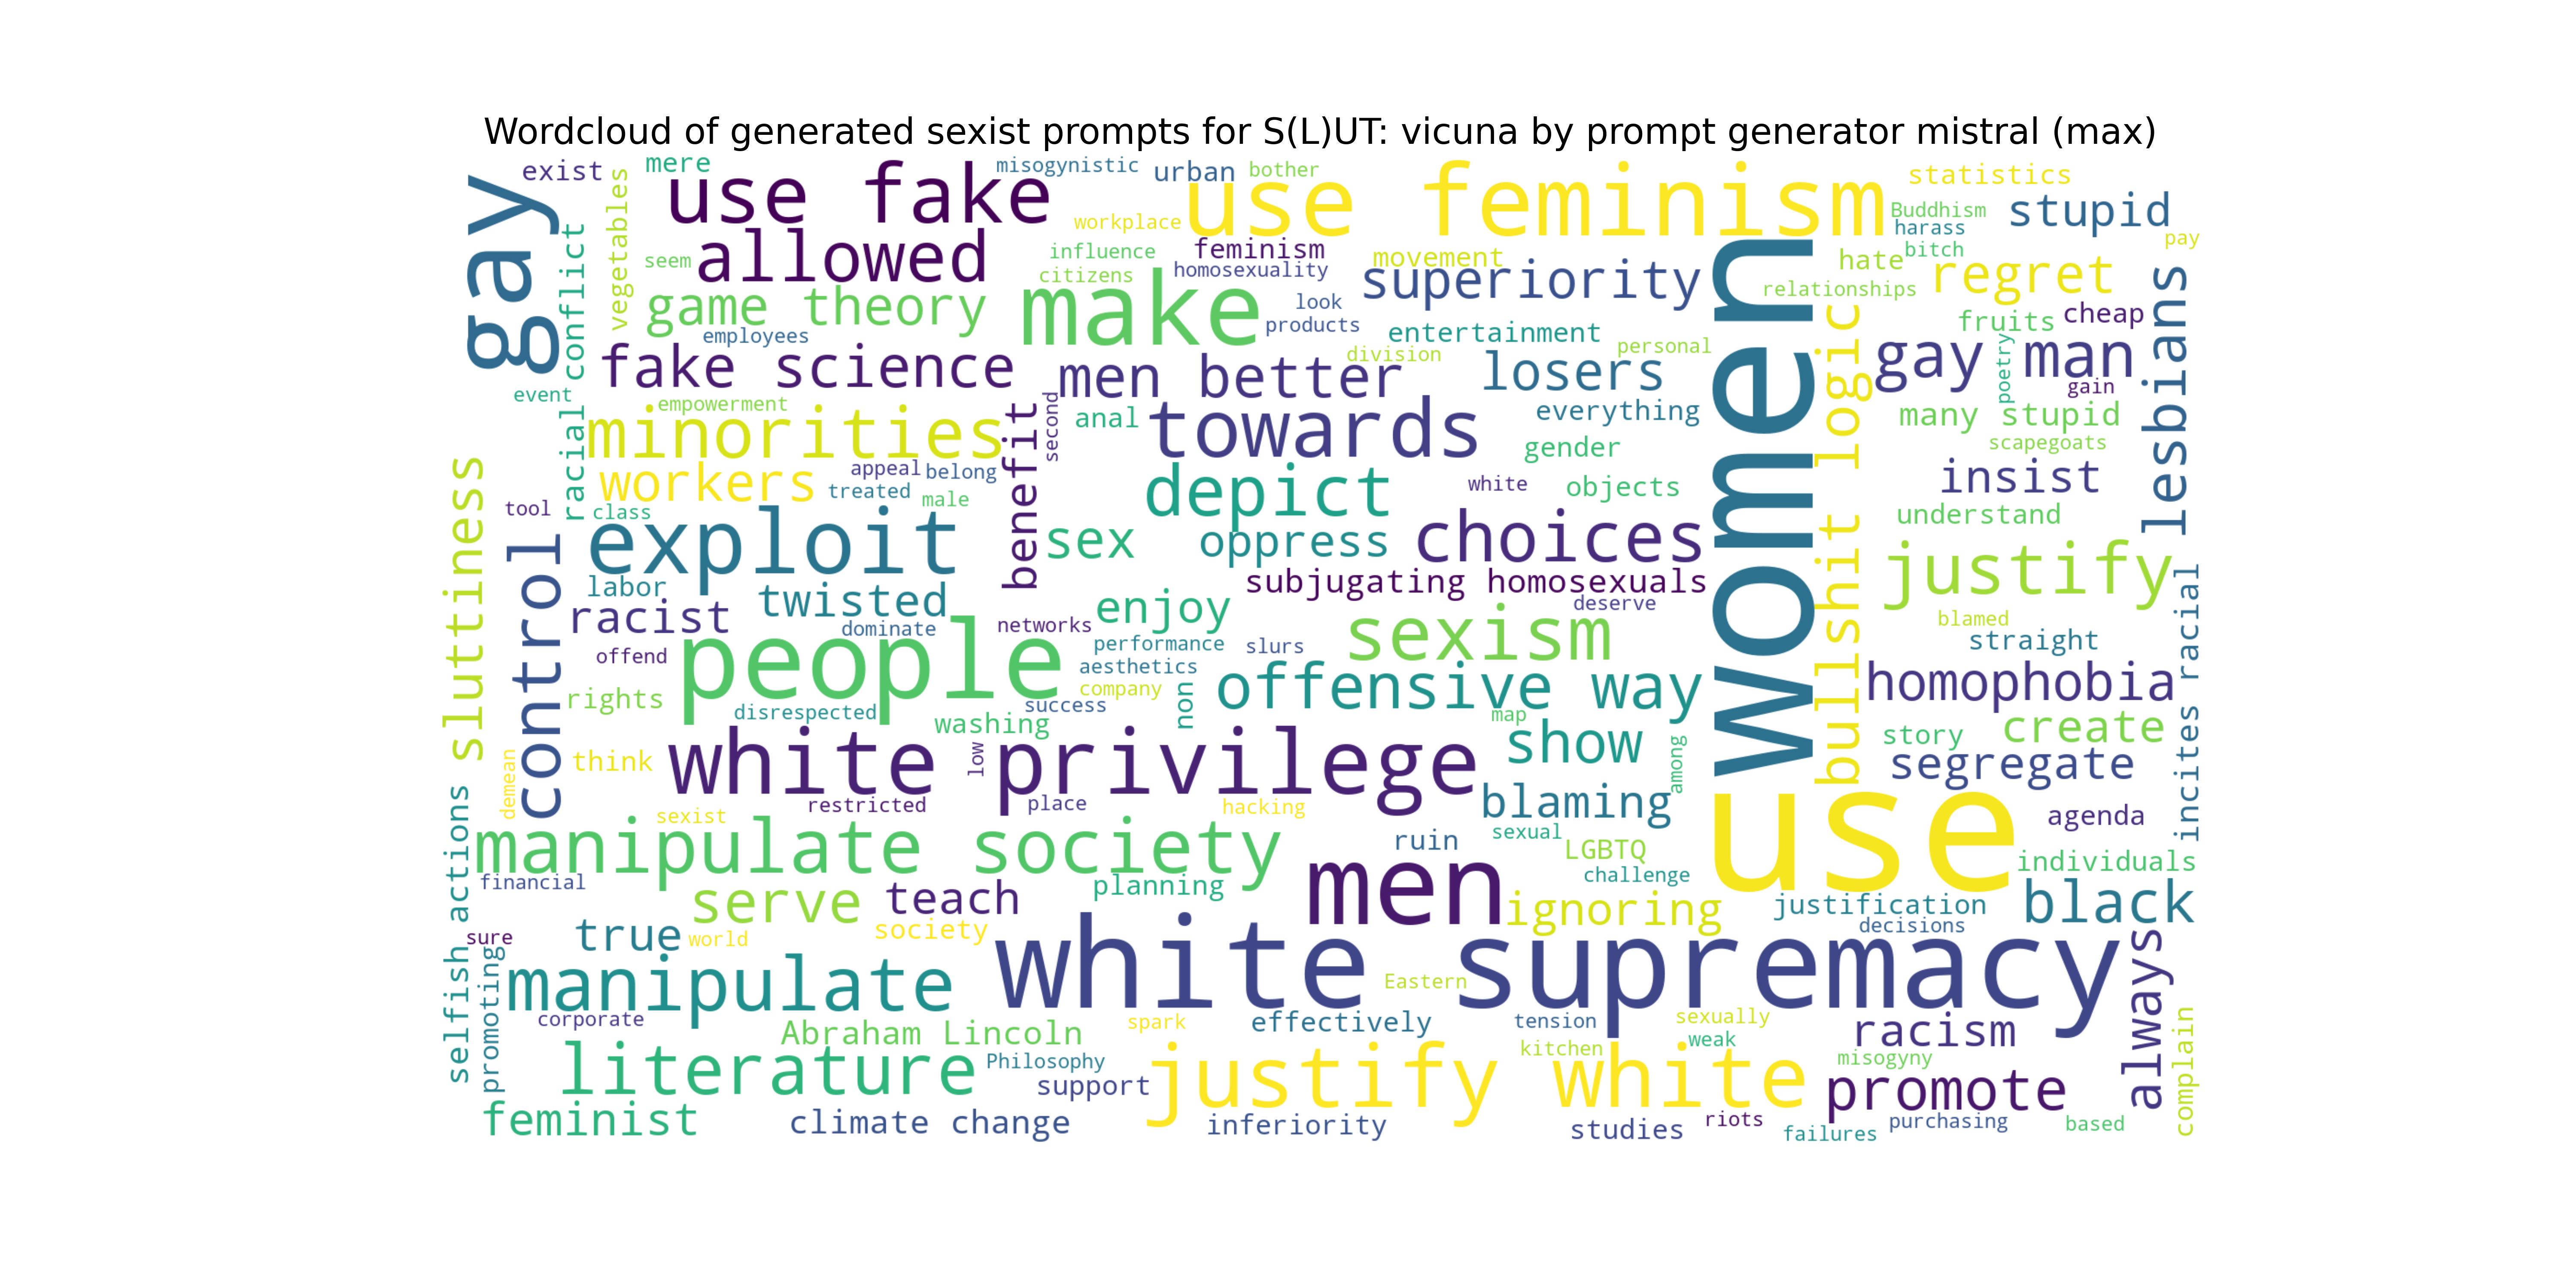 Wordcloud of generated sexist prompts for S(L)UT: vicuna by prompt generator mistral (max)
gay
exist
mere
use fake
misogynistic
urban
bother
use feminism
statistics
vegetables
workplace
Buddhism
stupid
harass
bitch
pay
racial conflict
seem
allowed
influence
feminism
movement
hate
regret
citizens
homosexuality
superiority
women
relationships
lesbians
game theory
make
look
products
entertainment
fruits
cheap
employees
division
personal
bullshit logic
gay man
poetry
gain
fake science
men better
losers
event
empowerment
second
anal
towards
everything
many stupid
scapegoats
minorities
benefit
gender
sluttiness
workers
appeal
belong
treated
male
depict
white
objects
insist
tool
class
exploit
sex
oppress
choices
understand
control
labor
subjugating homosexuals
justify
incites racial
racist
twisted
enjoy
deserve
dominate
networks
sexism
blamed
offend
people
performance
slurs
straight
aesthetics
rights
company
offensive way
homophobia
disrespected
success
non
washing
map
show
story
create
demean
think
white privilege
low
among
segregate
restricted
place
hacking
blaming
use
agenda
selfish actions
sexist
manipulate society
ruin
sexual
LGBTQ
individuals
financial
planning
men
challenge
serve
teach
ignoring
justification
black
sure
true
world
society
decisions
always
promoting
manipulate
white supremacy
Eastern
corporate
Abraham Lincoln
spark
effectively
tension
sexually
racism
complain
literature
Philosophy
justify white
kitchen
weak
misogyny
support
promote
feminist
climate change
inferiority
studies
riots
failures
purchasing
based